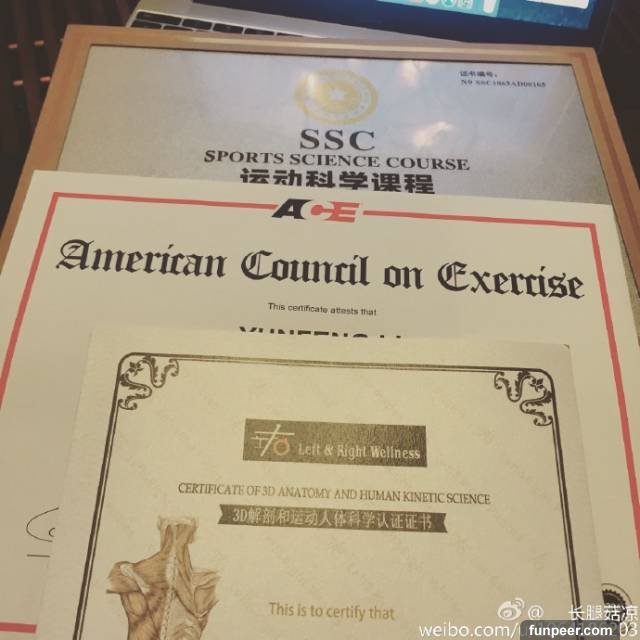 证书编号:
N9 SSC1065AD00165
SSC
SPORTS SCIENCE COURSE
运动科学课程
ACE
American Council on Exercise
This certificate attests that
Left & Right Wellness
CERTIFICATE OF 3D ANATOMY AND HUMAN KINETIC SCIENCE
3D解剖和运动人体科学认证证书
This is to certify that
长腿菇凉
weibo.com/
funpeer.com